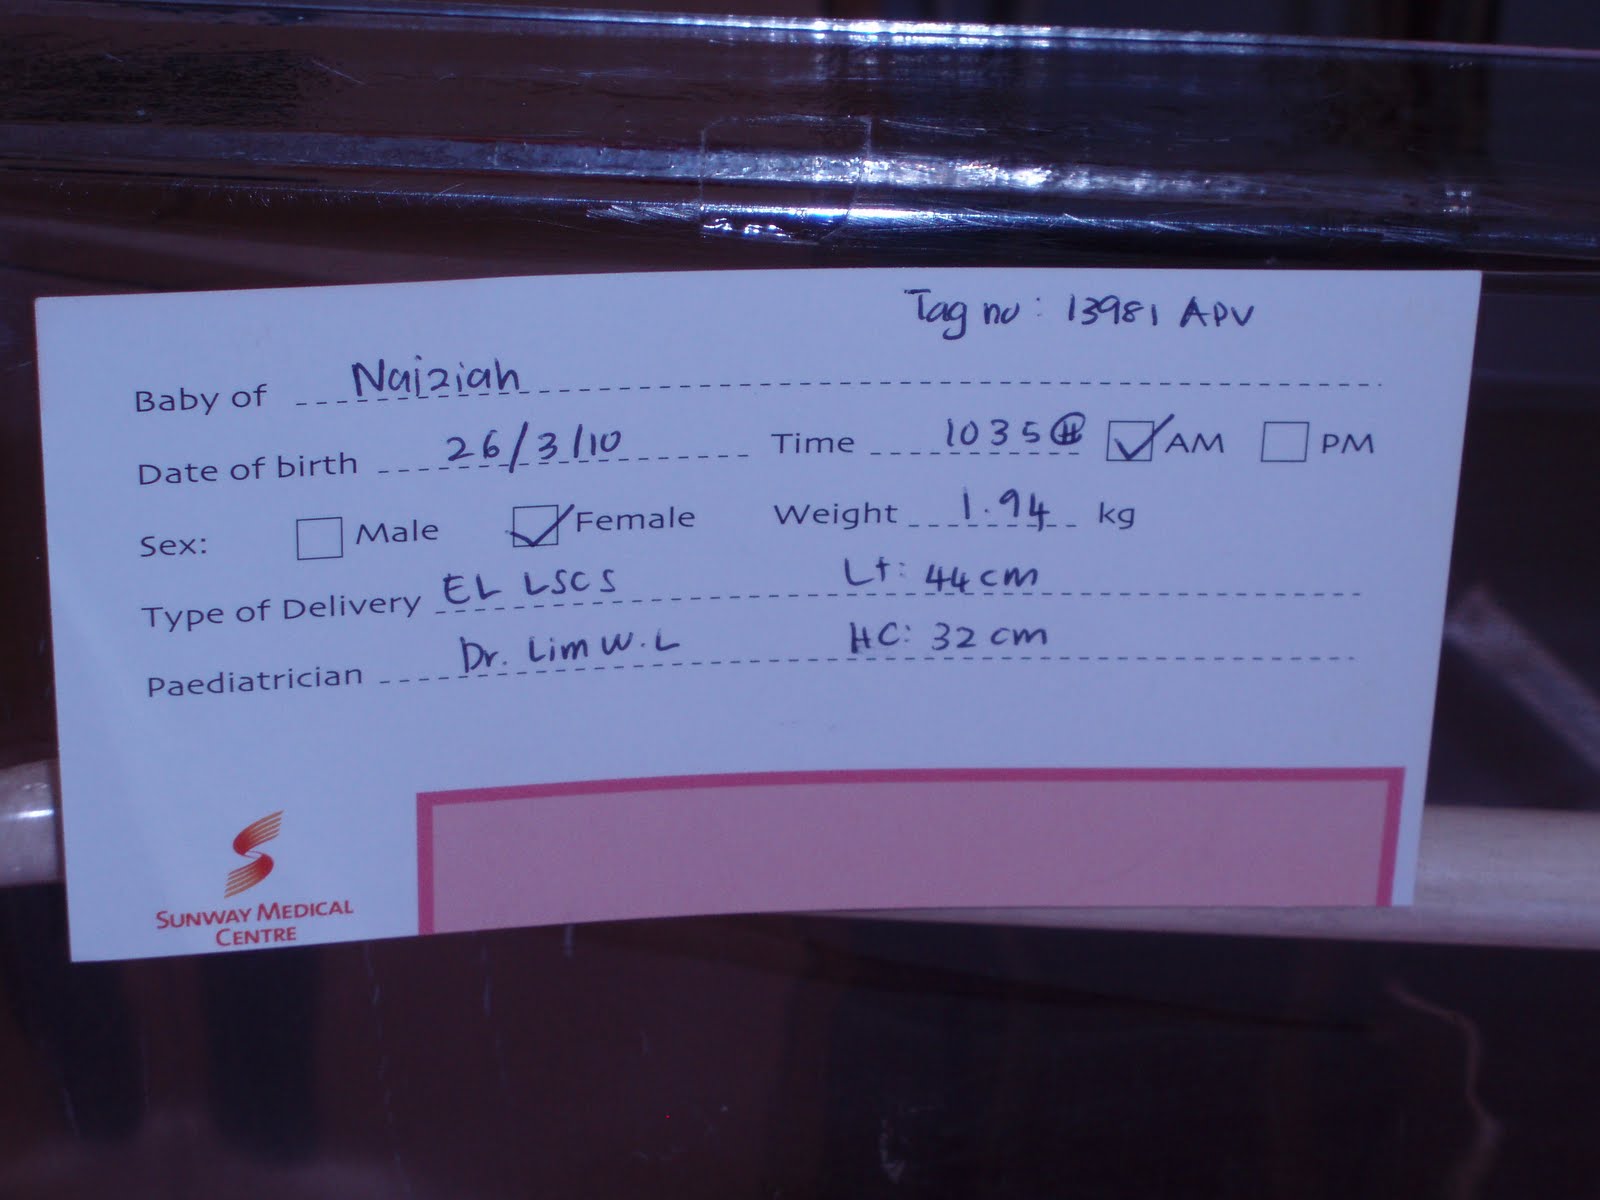 Tag no: 13981 APV
Baby of Naiziah
Date of birth 26/3/10 Time 1035 AM PM
Sex: Male Female Weight 1.94 kg
Type of Delivery EL LSCS Lt: 44cm
Paediatrician Dr. Lim W.L HC: 32 cm
SUNWAY MEDICAL
CENTRE